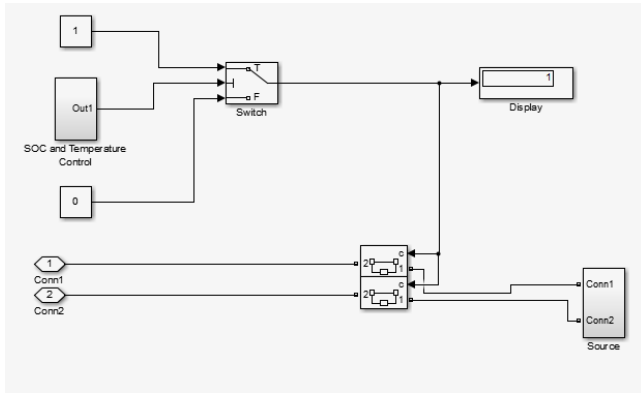 1
Out1
SOC and Temperature
Control
0
T
F
Switch
1
Display
1
Conn1
2
Conn2
c
2
1
c
2
1
Conn1
Conn2
Source